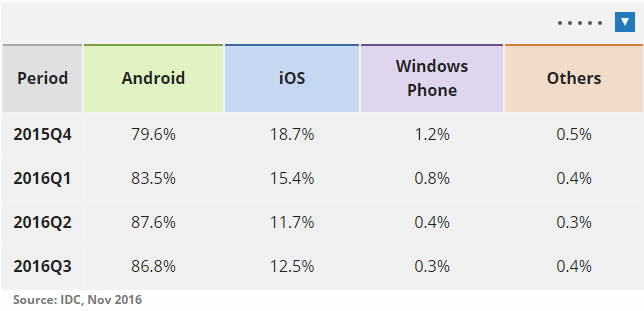 Period Android iOS Windows Phone Others
2015Q4 79.6% 18.7% 1.2% 0.5%
2016Q1 83.5% 15.4% 0.8% 0.4%
2016Q2 87.6% 11.7% 0.4% 0.3%
2016Q3 86.8% 12.5% 0.3% 0.4%
Source: IDC, Nov 2016